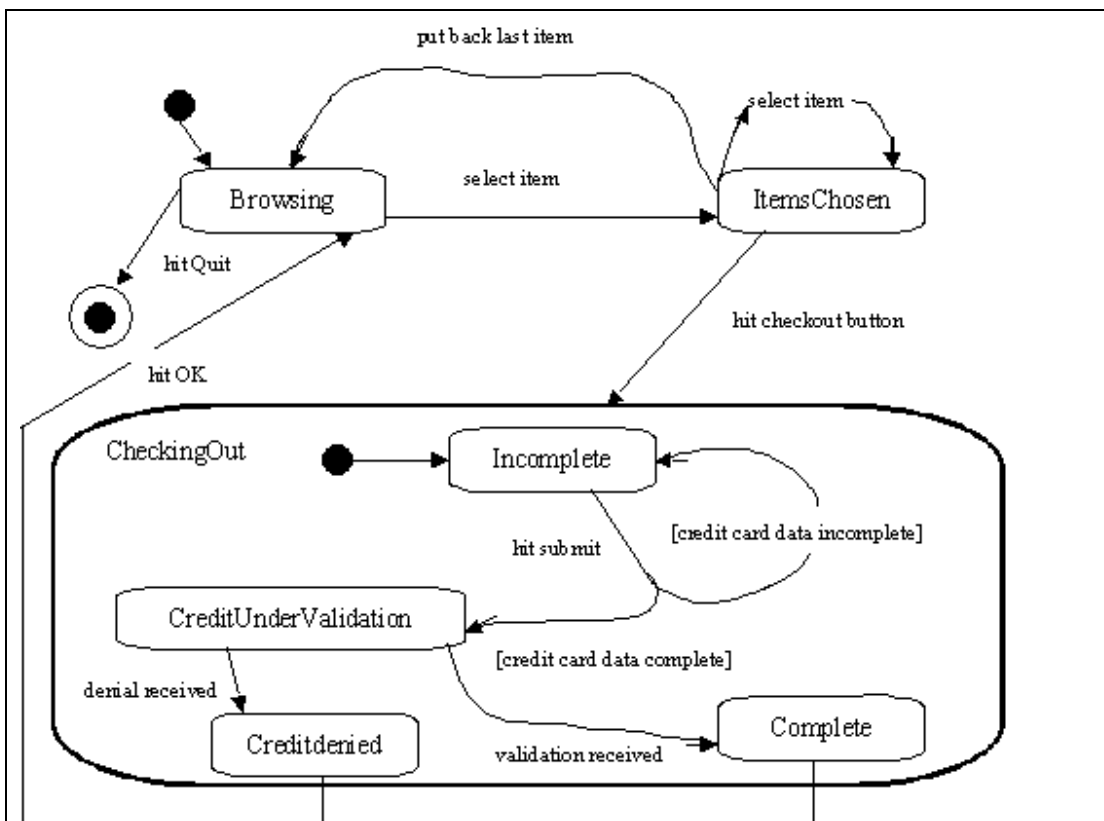 put back last item
select item
Browsing
select item
ItemsChosen
hit Quit
hit checkout button
hit OK
CheckingOut
Incomplete
hit submit
[credit card data incomplete]
CreditUnderValidation
[credit card data complete]
denial received
Creditdenied
Complete
validation received